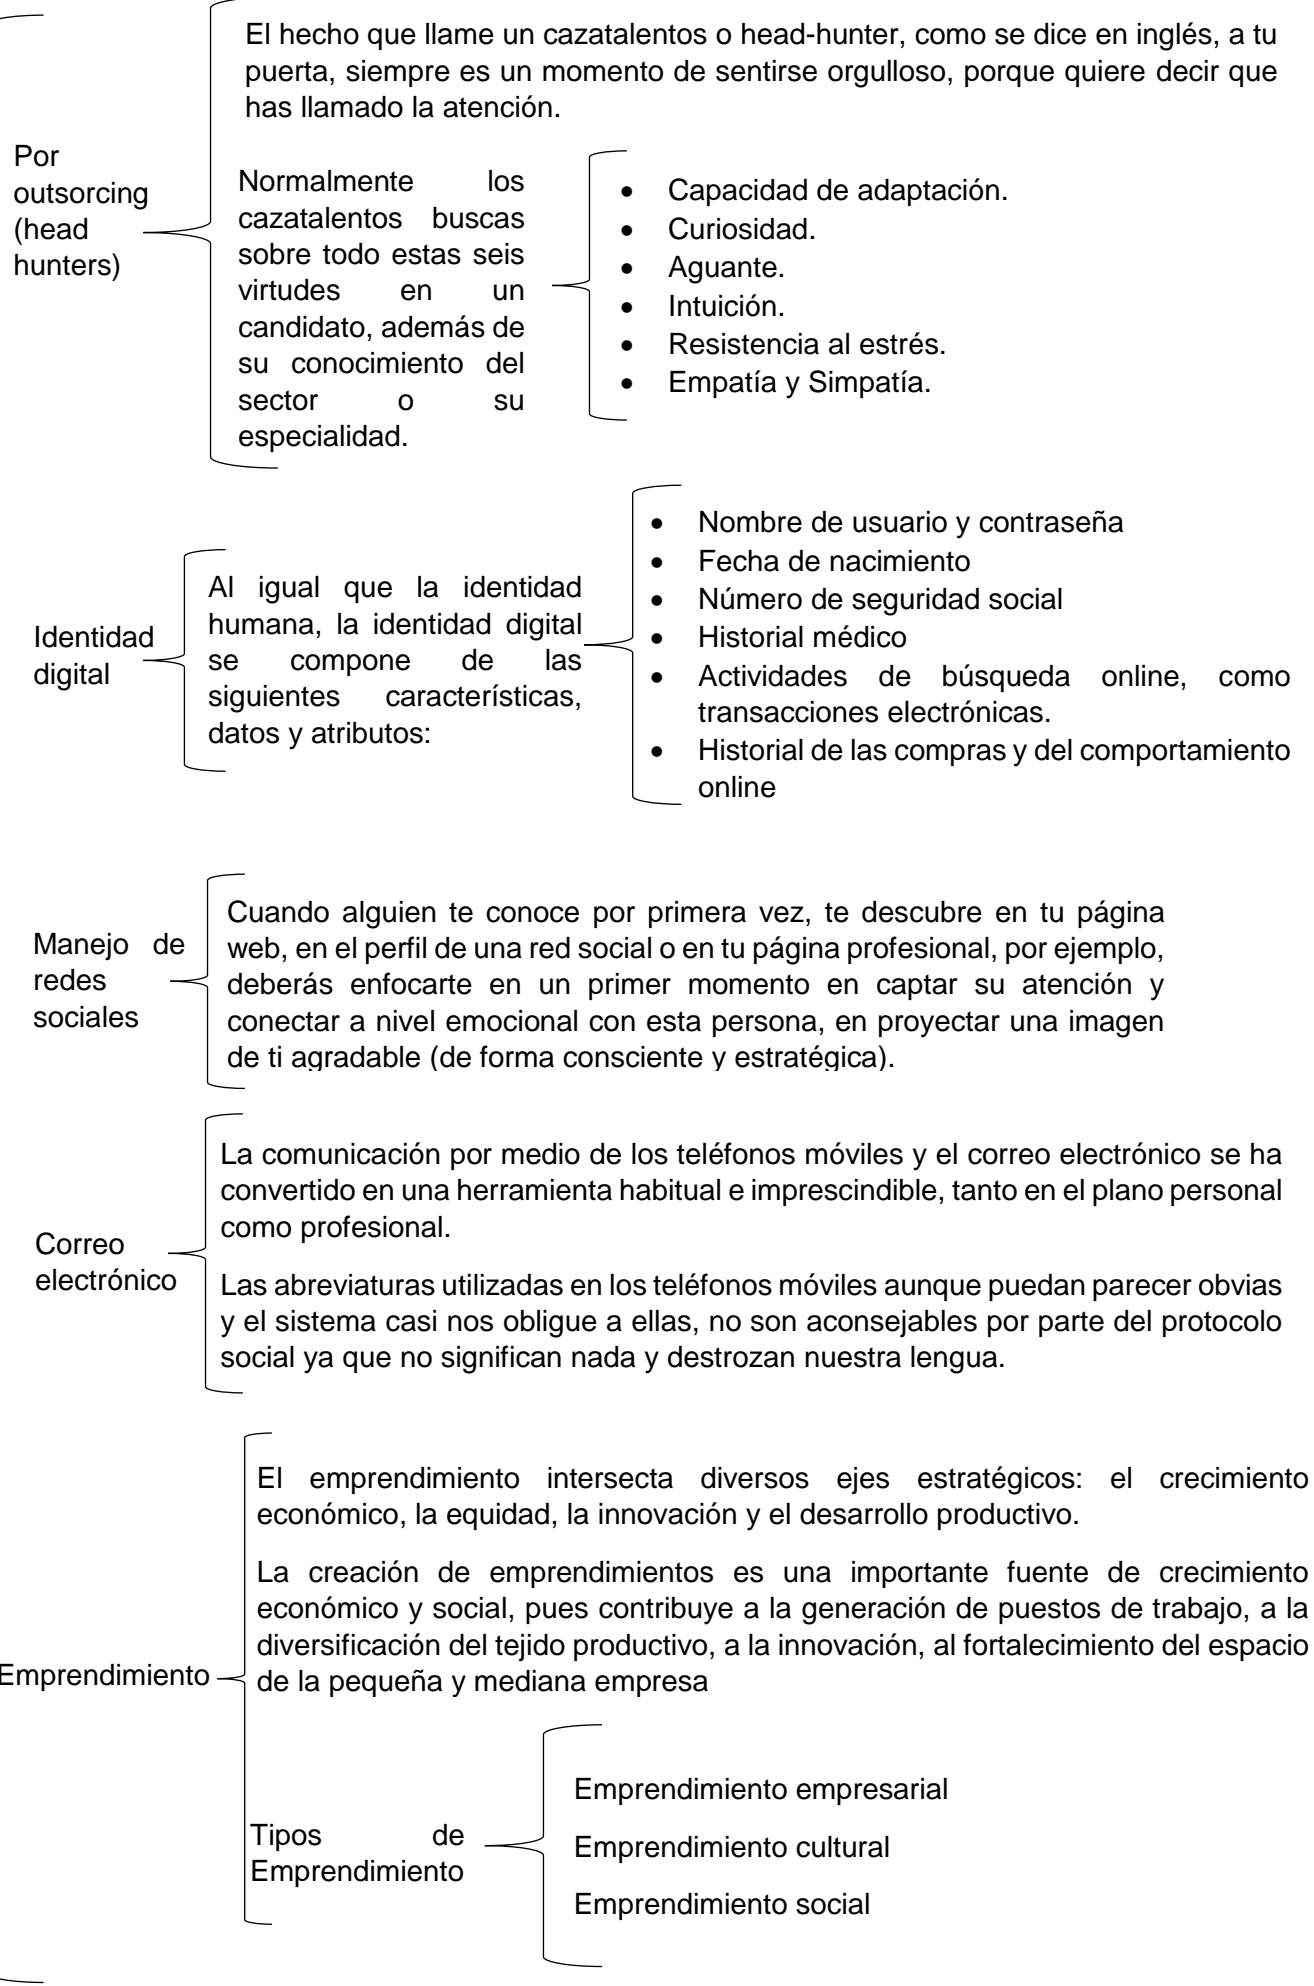 Por
outsorcing
(head
hunters)
El hecho que llame un cazatalentos o head-hunter, como se dice en inglés, a tu
puerta, siempre es un momento de sentirse orgulloso, porque quiere decir que
has llamado la atención.
Normalmente los
cazatalentos buscas
sobre todo estas seis
virtudes en un
candidato, además de
su conocimiento del
sector o su
especialidad.
• Capacidad de adaptación.
• Curiosidad.
• Aguante.
• Intuición.
• Resistencia al estrés.
• Empatía y Simpatía.
Identidad
digital
Al igual que la identidad
humana, la identidad digital
se compone de las
siguientes características,
datos y atributos:
• Nombre de usuario y contraseña
• Fecha de nacimiento
• Número de seguridad social
• Historial médico
• Actividades de búsqueda online, como
transacciones electrónicas.
• Historial de las compras y del comportamiento
online
Manejo de
redes
sociales
Cuando alguien te conoce por primera vez, te descubre en tu página
web, en el perfil de una red social o en tu página profesional, por ejemplo,
deberás enfocarte en un primer momento en captar su atención y
conectar a nivel emocional con esta persona, en proyectar una imagen
de ti agradable (de forma consciente y estratégica).
Correo
electrónico
La comunicación por medio de los teléfonos móviles y el correo electrónico se ha
convertido en una herramienta habitual e imprescindible, tanto en el plano personal
como profesional.
Las abreviaturas utilizadas en los teléfonos móviles aunque puedan parecer obvias
y el sistema casi nos obligue a ellas, no son aconsejables por parte del protocolo
social ya que no significan nada y destrozan nuestra lengua.
Emprendimiento
El emprendimiento intersecta diversos ejes estratégicos: el crecimiento
económico, la equidad, la innovación y el desarrollo productivo.
La creación de emprendimientos es una importante fuente de crecimiento
económico y social, pues contribuye a la generación de puestos de trabajo, a la
diversificación del tejido productivo, a la innovación, al fortalecimiento del espacio
de la pequeña y mediana empresa
Tipos de
Emprendimiento
Emprendimiento empresarial
Emprendimiento cultural
Emprendimiento social